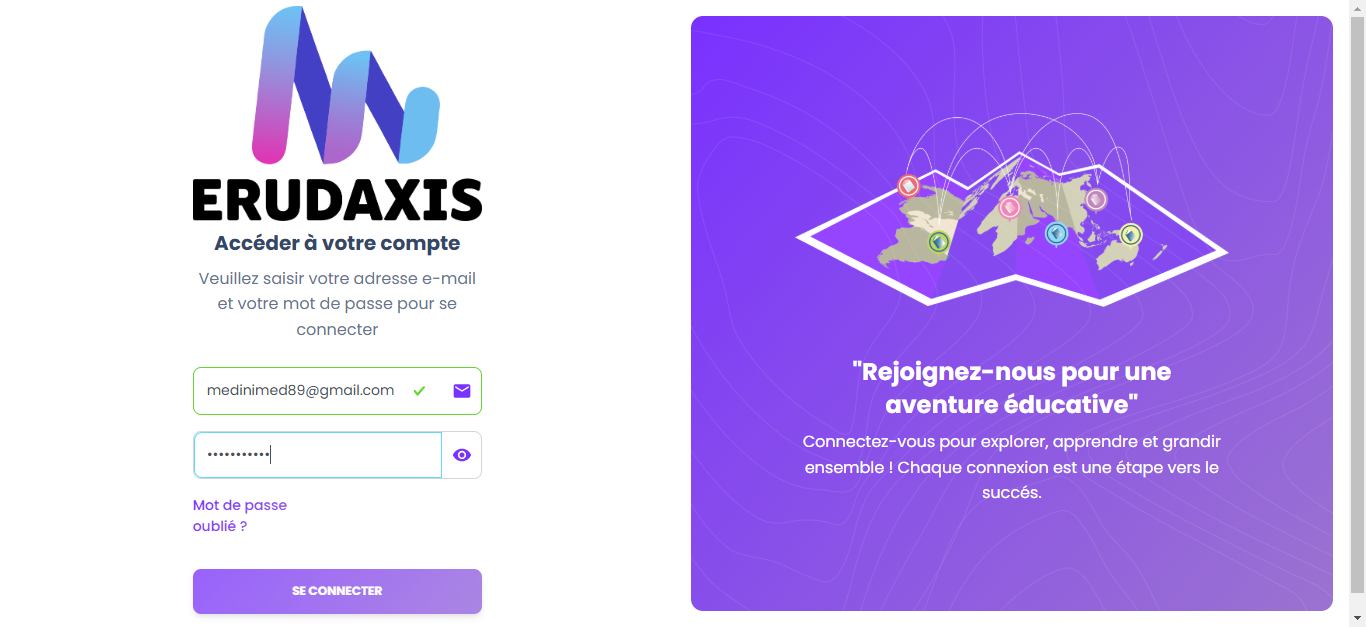 ERUDAXIS
Accéder à votre compte
Veuillez saisir votre adresse e-mail
et votre mot de passe pour se
connecter
medinimed89@gmail.com
•••••••••••
Mot de passe
oublié ?
SE CONNECTER
"Rejoignez-nous pour une
aventure éducative"
Connectez-vous pour explorer, apprendre et grandir
ensemble ! Chaque connexion est une étape vers le
succés.